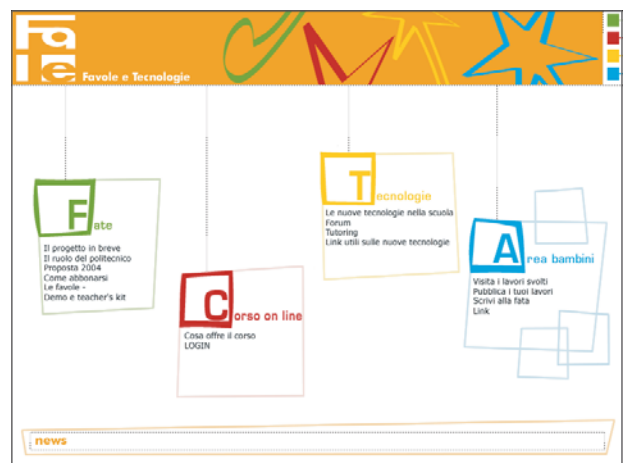 Fa
le
Favole e Tecnologie
Fate
Il progetto in breve
Il ruolo del politecnico
Proposta 2004
Come abbonarsi
Le favole -
Demo e teacher's kit
Corso on line
Cosa offre il corso
LOGIN
Tecnologie
Le nuove tecnologie nella scuola
Forum
Tutoring
Link utili sulle nuove tecnologie
Area bambini
Visita i lavori svolti
Pubblica i tuoi lavori
Scrivi alla fata
Link
news